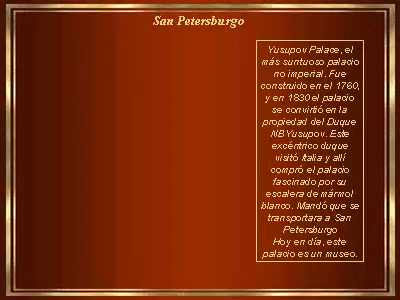 San Petersburgo
Yusupov Palace, el
más suntuoso palacio
no imperial. Fue
construido en el 1760,
y en 1830 el palacio
se convirtió en la
propiedad del Duque
NBYusupov. Este
excéntrico duque
visitó Italia y allí
compró el palacio
fascinado por su
escalera de mármol
blanco. Mandó que se
transportara a San
Petersburgo
Hoy en día, este
palacio es un museo.